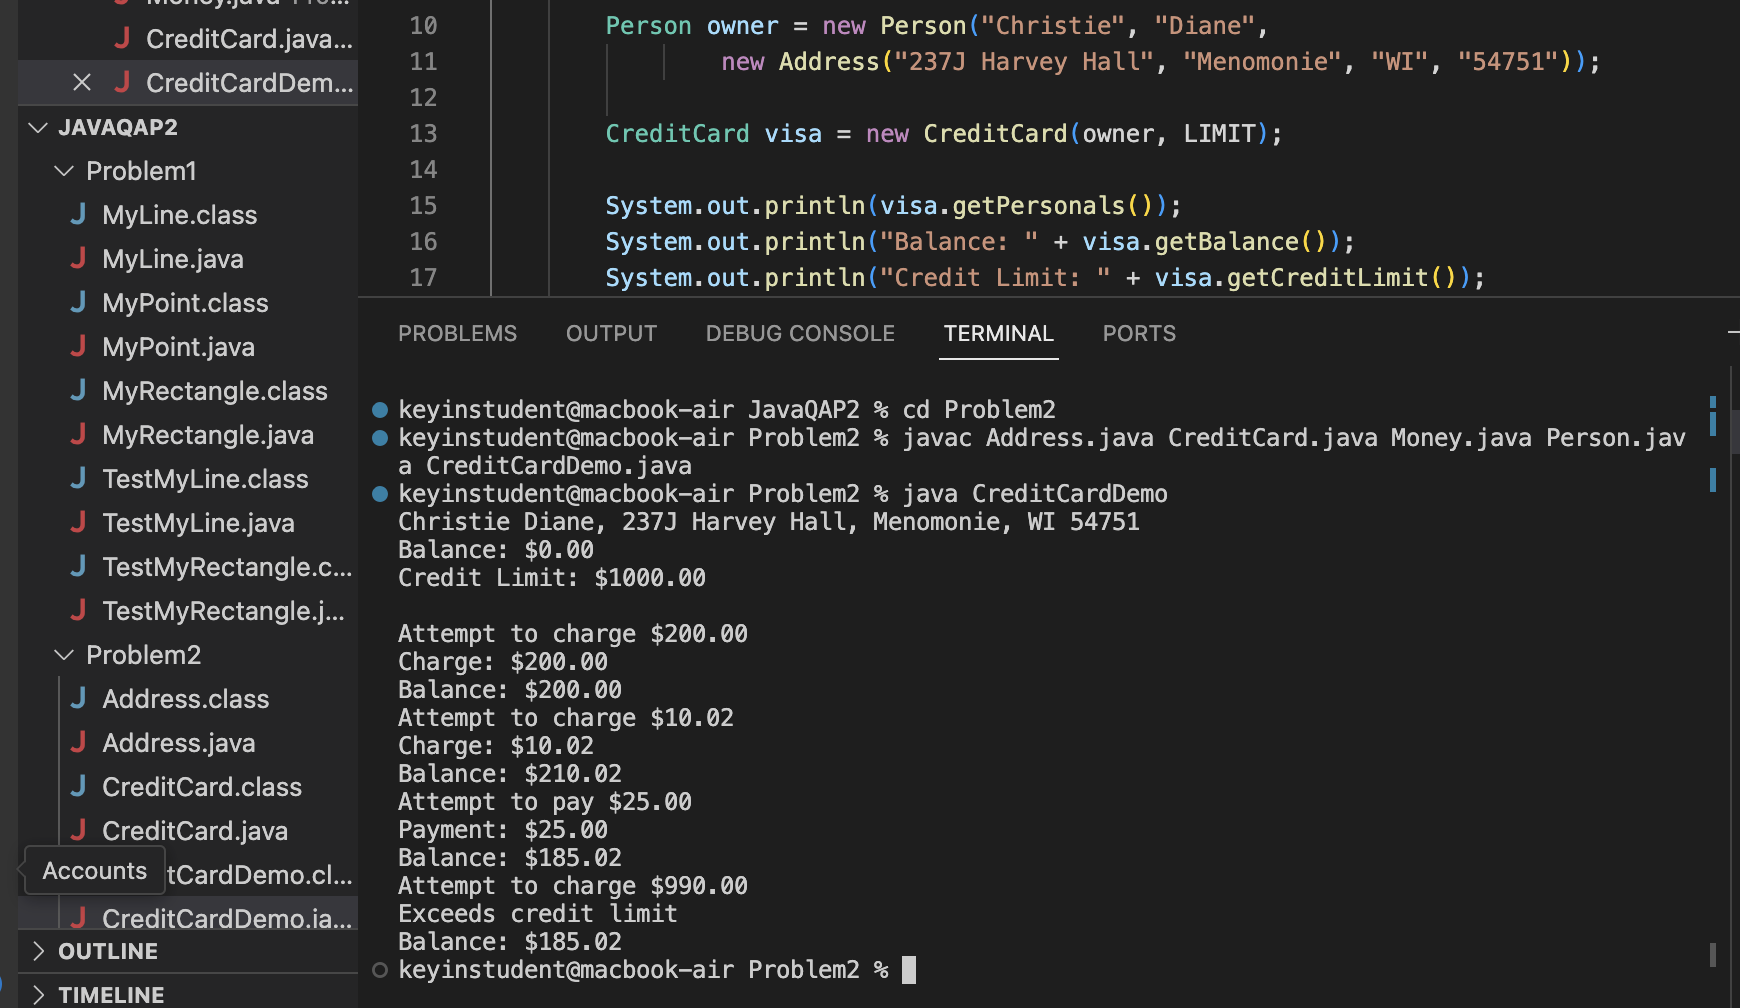 CreditCard.java...
CreditCardDem...
JAVAQAP2
Problem1
MyLine.class
MyLine.java
MyPoint.class
MyPoint.java
MyRectangle.class
MyRectangle.java
TestMyLine.class
TestMyLine.java
TestMyRectangle.c...
TestMyRectangle.j...
Problem2
Address.class
Address.java
CreditCard.class
CreditCard.java
Accounts
tCardDemo.cl...
CreditCardDemo.ja...
OUTLINE
TIMELINE
10 Person owner = new Person("Christie", "Diane",
11 new Address("237J Harvey Hall", "Menomonie", "WI", "54751"));
12
13 CreditCard visa = new CreditCard(owner, LIMIT);
14
15 System.out.println(visa.getPersonals());
16 System.out.println("Balance: " + visa.getBalance());
17 System.out.println("Credit Limit: " + visa.getCreditLimit());
PROBLEMS OUTPUT DEBUG CONSOLE TERMINAL PORTS
keyinstudent@macbook-air JavaQAP2 % cd Problem2
keyinstudent@macbook-air Problem2 % javac Address.java CreditCard.java Money.java Person.jav
a CreditCardDemo.java
keyinstudent@macbook-air Problem2 % java CreditCardDemo
Christie Diane, 237J Harvey Hall, Menomonie, WI 54751
Balance: $0.00
Credit Limit: $1000.00
Attempt to charge $200.00
Charge: $200.00
Balance: $200.00
Attempt to charge $10.02
Charge: $10.02
Balance: $210.02
Attempt to pay $25.00
Payment: $25.00
Balance: $185.02
Attempt to charge $990.00
Exceeds credit limit
Balance: $185.02
keyinstudent@macbook-air Problem2 %